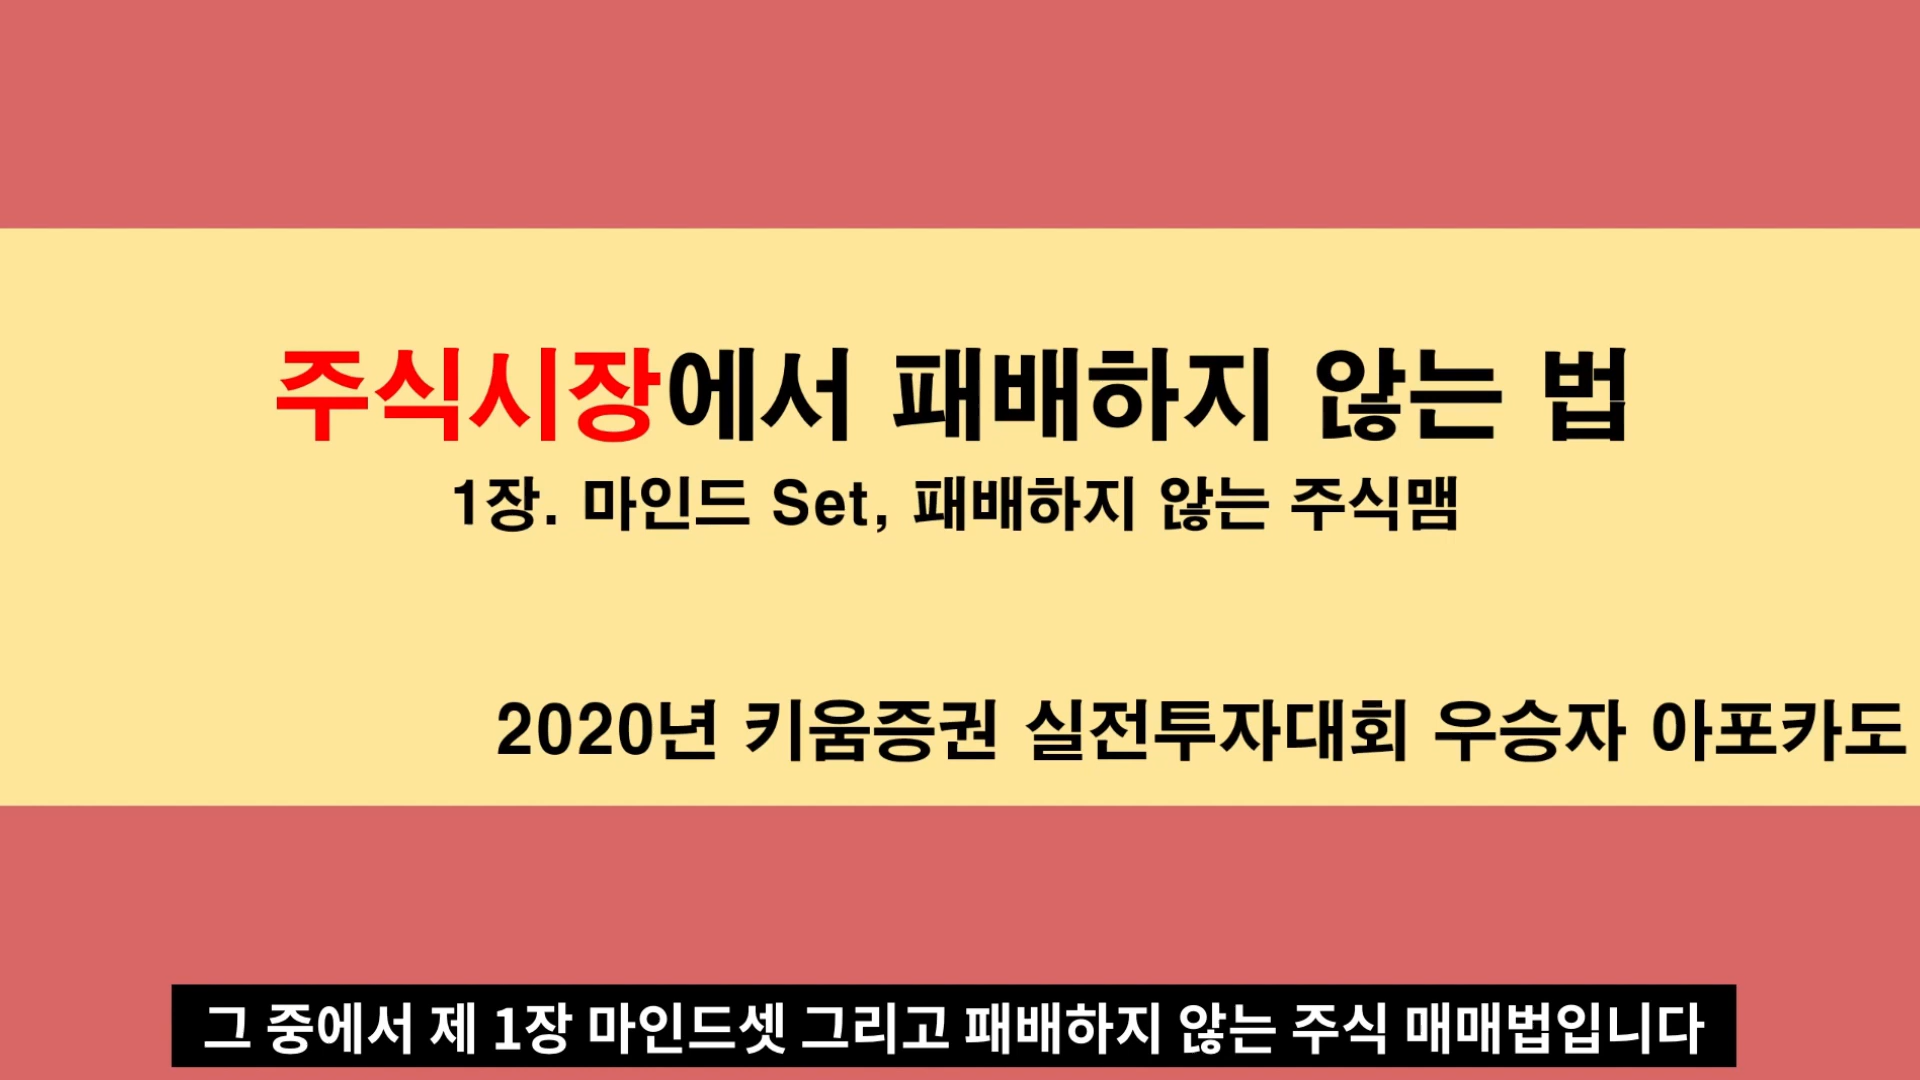 주식시장에서 패배하지 않는 법
1장. 마인드 Set, 패배하지 않는 주식맴
2020년 키움증권 실전투자대회 우승자 아포카도
그 중에서 제 1장 마인드셋 그리고 패배하지 않는 주식 매매법입니다